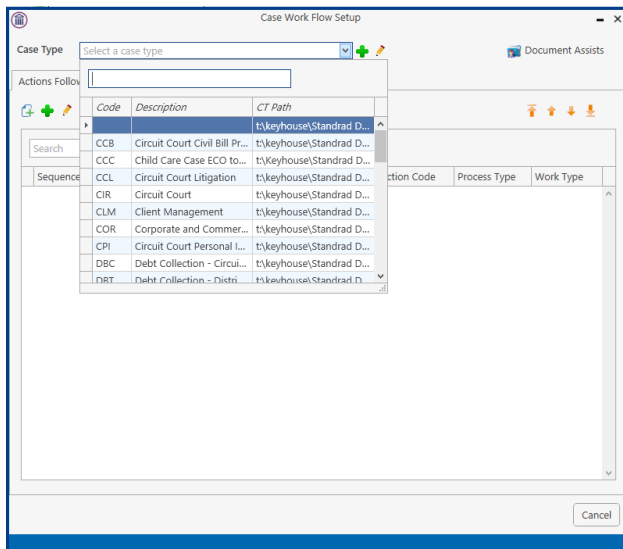 Case Work Flow Setup
Case Type Select a case type Document Assists
Actions Follow
Search
Sequence ction Code Process Type Work Type
Code Description CT Path
t:\keyhouse\Standrad D...
CCB Circuit Court Civil Bill Pr... t:\keyhouse\Standrad D...
CCC Child Care Case ECO to... t:\keyhouse\Standrad D...
CCL Circuit Court Litigation t:\keyhouse\Standrad D...
CIR Circuit Court t:\keyhouse\Standrad D...
CLM Client Management t:\keyhouse\Standrad D...
COR Corporate and Commer... t:\keyhouse\Standrad D...
CPI Circuit Court Personal I... t:\keyhouse\Standrad D...
DBC Debt Collection - Circui... t:\keyhouse\Standrad D...
DBT Debt Collection - Distri... t:\keyhouse\Standrad D...
Cancel